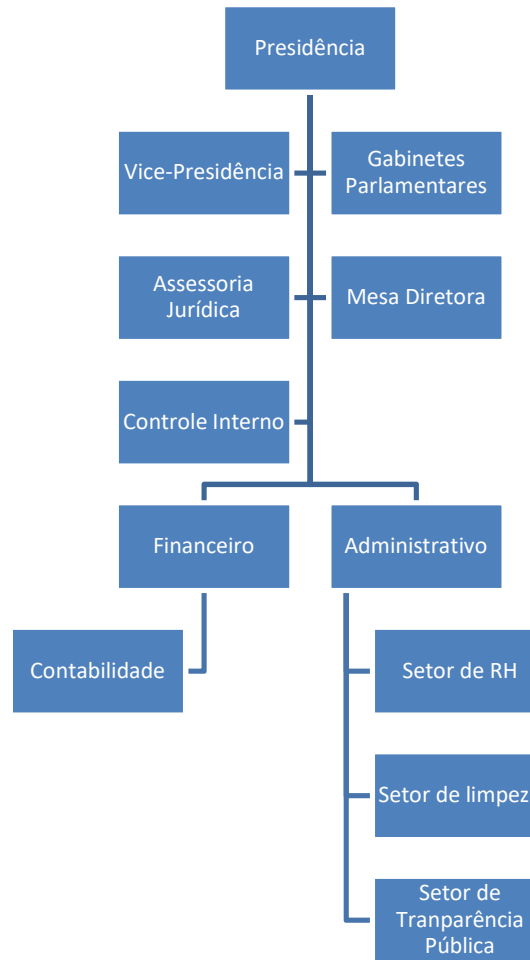 Presidência
Vice-Presidência
Gabinetes
Parlamentares
Assessoria
Jurídica
Mesa Diretora
Controle Interno
Financeiro
Administrativo
Contabilidade
Setor de RH
Setor de limpez
Setor de
Tranparência
Pública